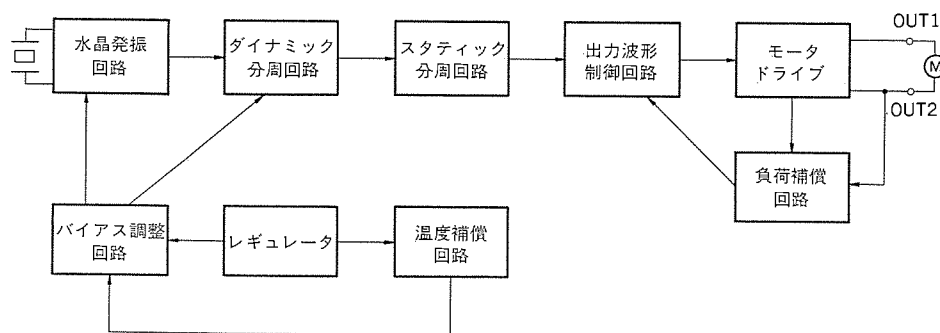 水晶発振
回路
ダイナミック
分周回路
スタティック
分周回路
出力波形
制御回路
モータ
ドライブ
OUT1
M
OUT2
負荷補償
回路
バイアス調整
回路
レギュレータ
温度補償
回路